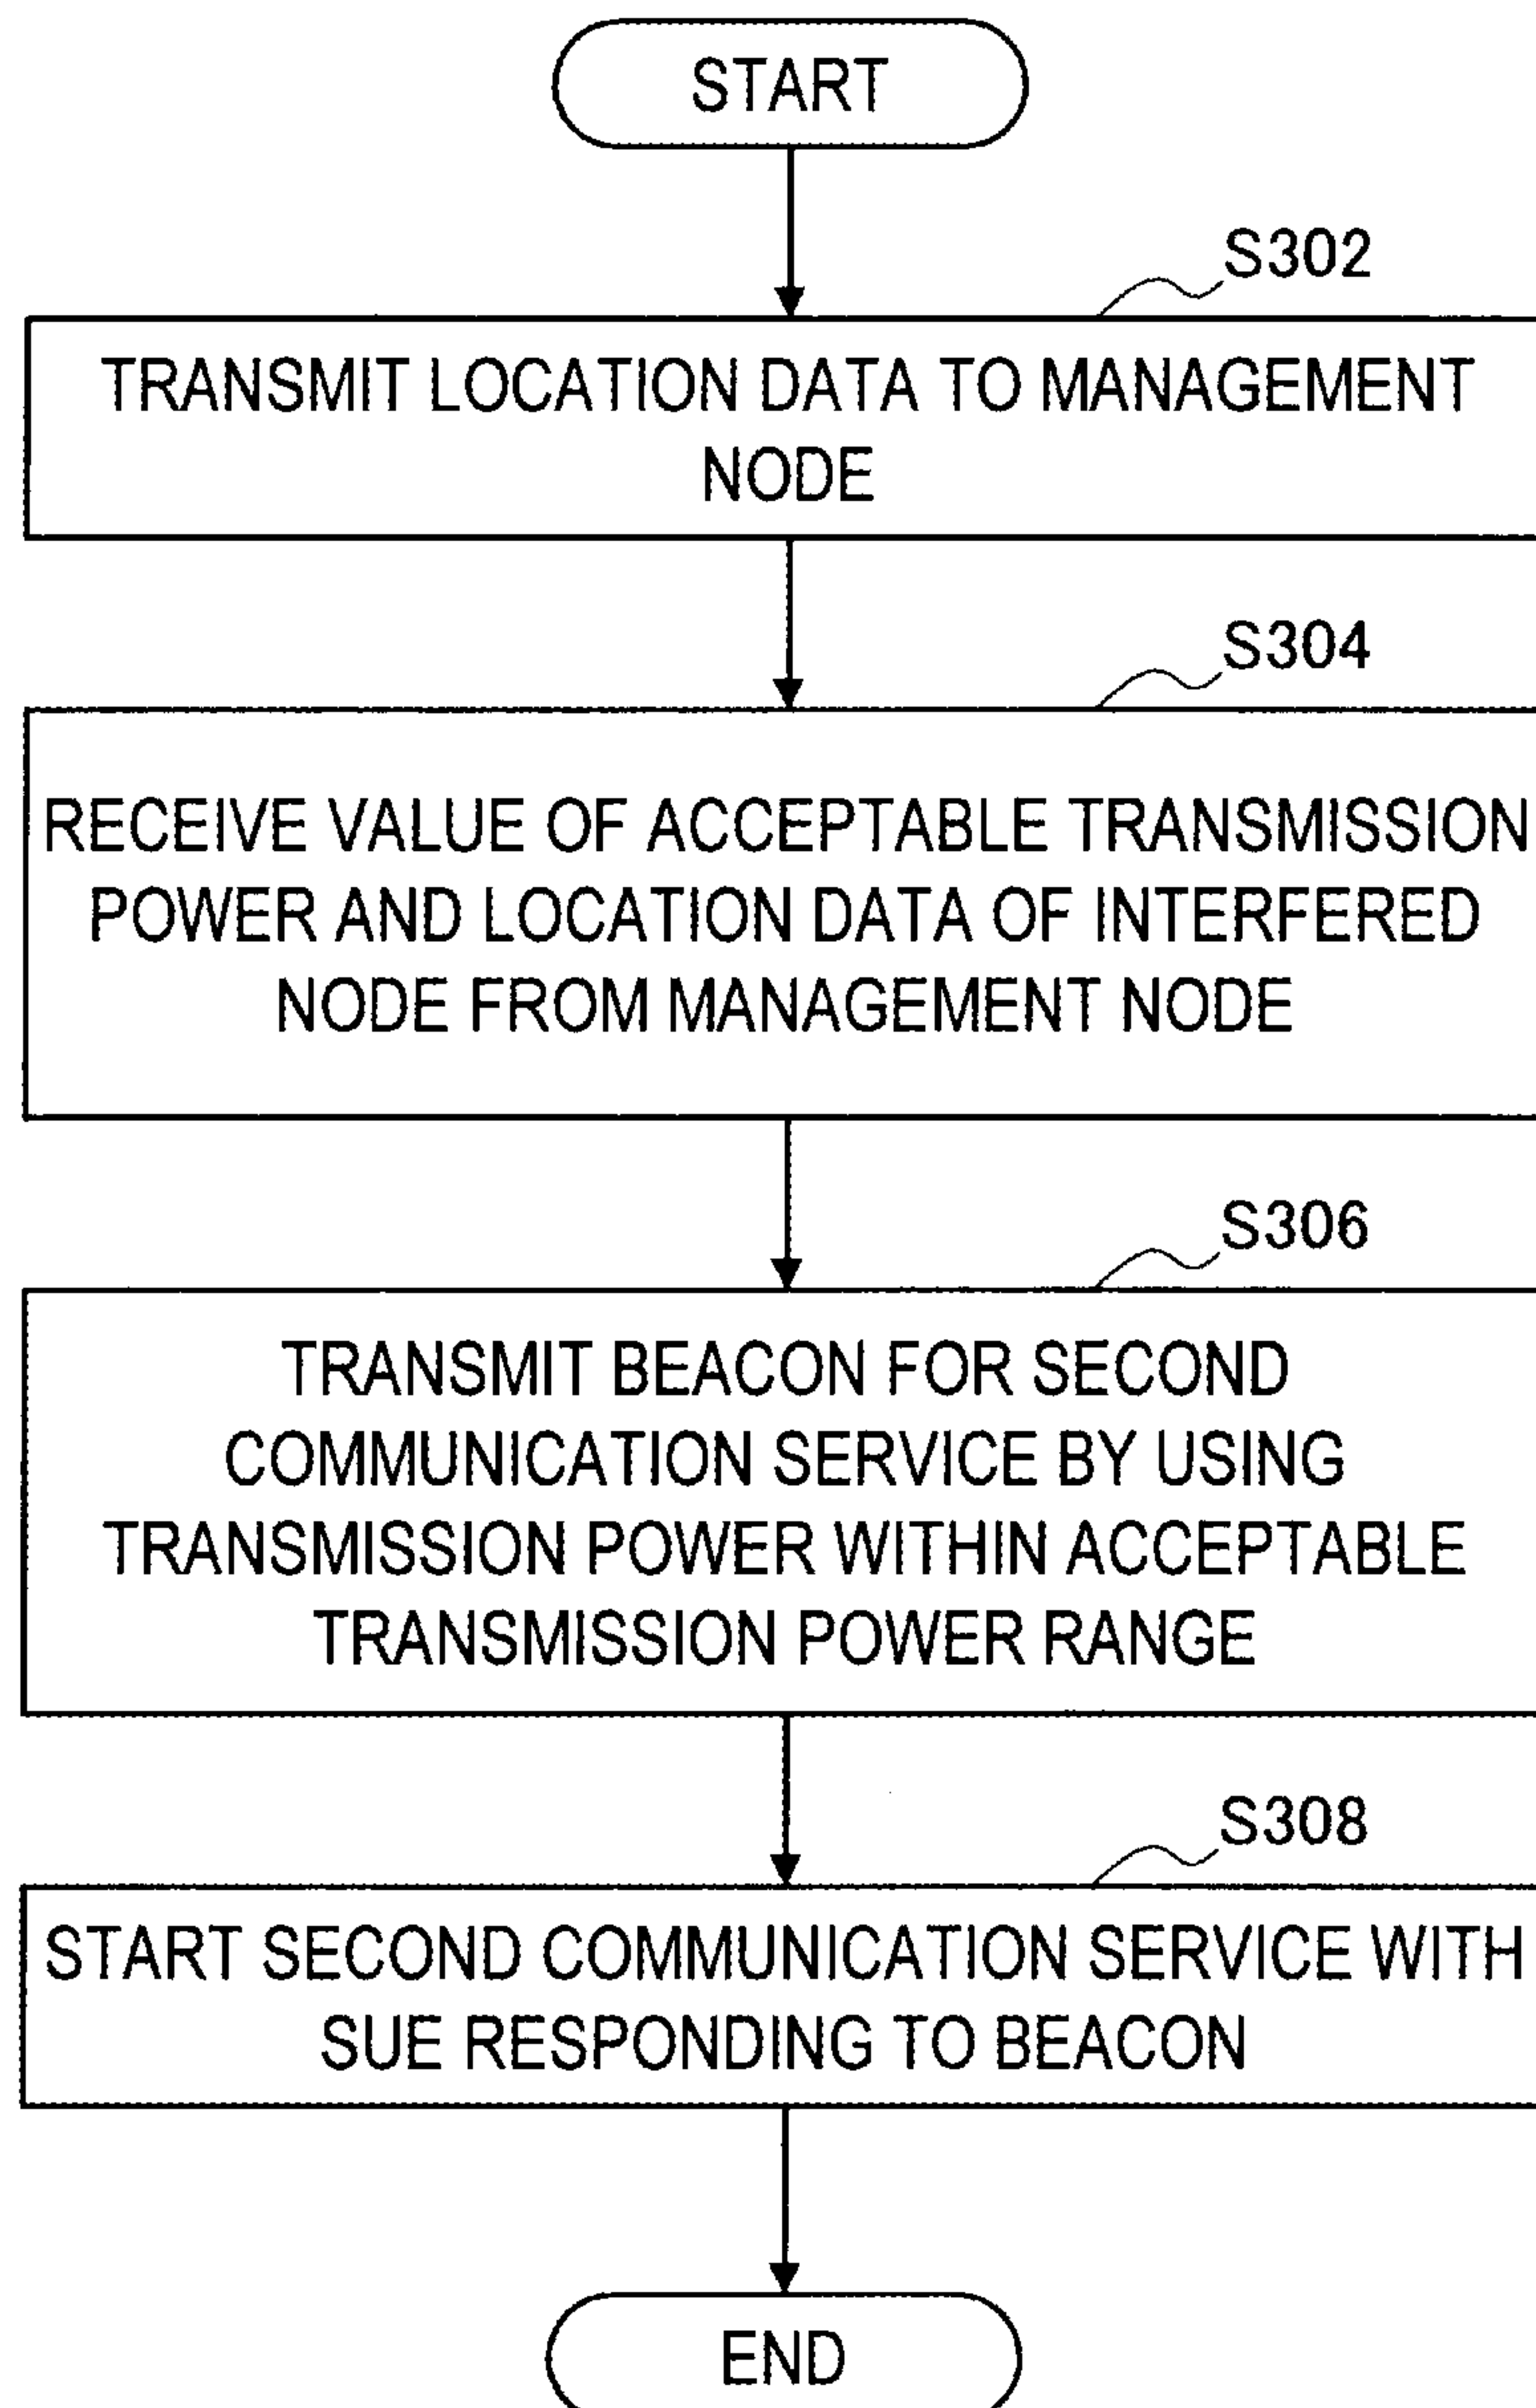 START
S302
TRANSMIT LOCATION DATA TO MANAGEMENT
NODE
S304
RECEIVE VALUE OF ACCEPTABLE TRANSMISSION
POWER AND LOCATION DATA OF INTERFERED
NODE FROM MANAGEMENT NODE
S306
TRANSMIT BEACON FOR SECOND
COMMUNICATION SERVICE BY USING
TRANSMISSION POWER WITHIN ACCEPTABLE
TRANSMISSION POWER RANGE
S308
START SECOND COMMUNICATION SERVICE WITH
SUE RESPONDING TO BEACON
END